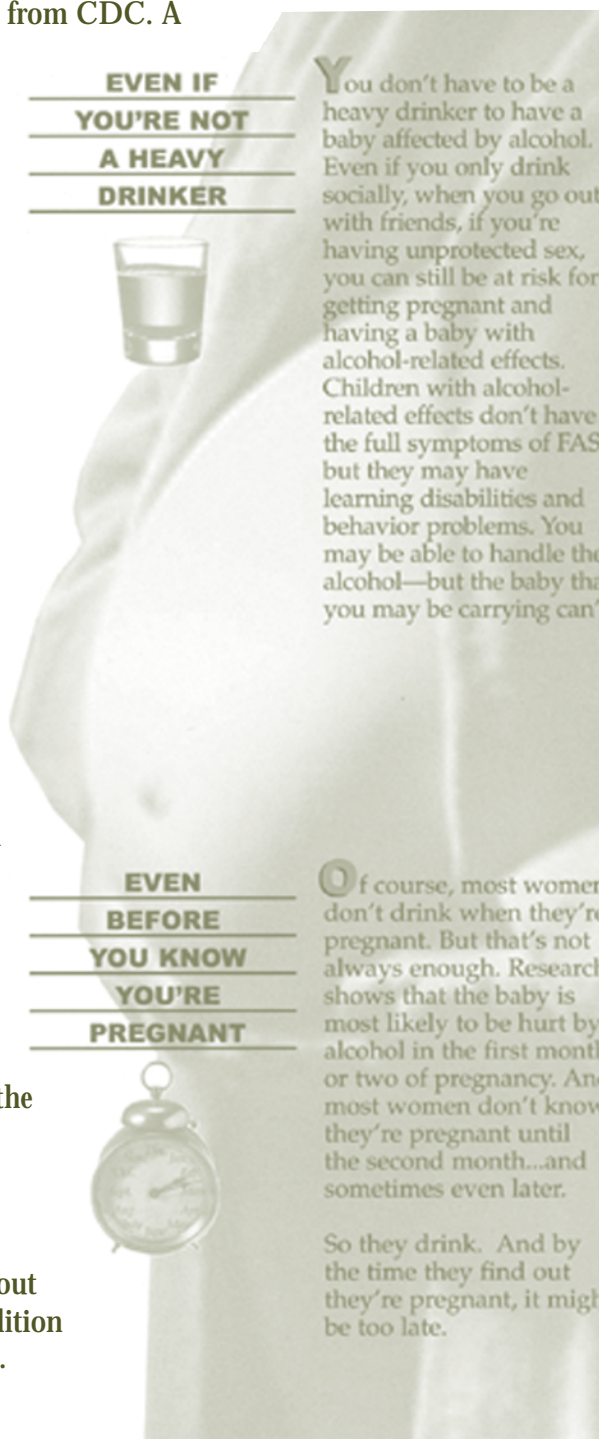 from CDC. A
EVEN IF
YOU'RE NOT
A HEAVY
DRINKER
You don't have to be a
heavy drinker to have a
baby affected by alcohol.
Even if you only drink
socially, when you go out
with friends, if you're
having unprotected sex,
you can still be at risk for
getting pregnant and
having a baby with
alcohol-related effects.
Children with alcohol-
related effects don't have
the full symptoms of FAS
but they may have
learning disabilities and
behavior problems. You
may be able to handle the
alcohol—but the baby tha
you may be carrying can'
EVEN
BEFORE
YOU KNOW
YOU'RE
PREGNANT
Of course, most women
don't drink when they're
pregnant. But that's not
always enough. Research
shows that the baby is
most likely to be hurt by
alcohol in the first month
or two of pregnancy. And
most women don't know
they're pregnant until
the second month...and
sometimes even later.
So they drink. And by
the time they find out
they're pregnant, it migh
be too late.
the
out
lition
.